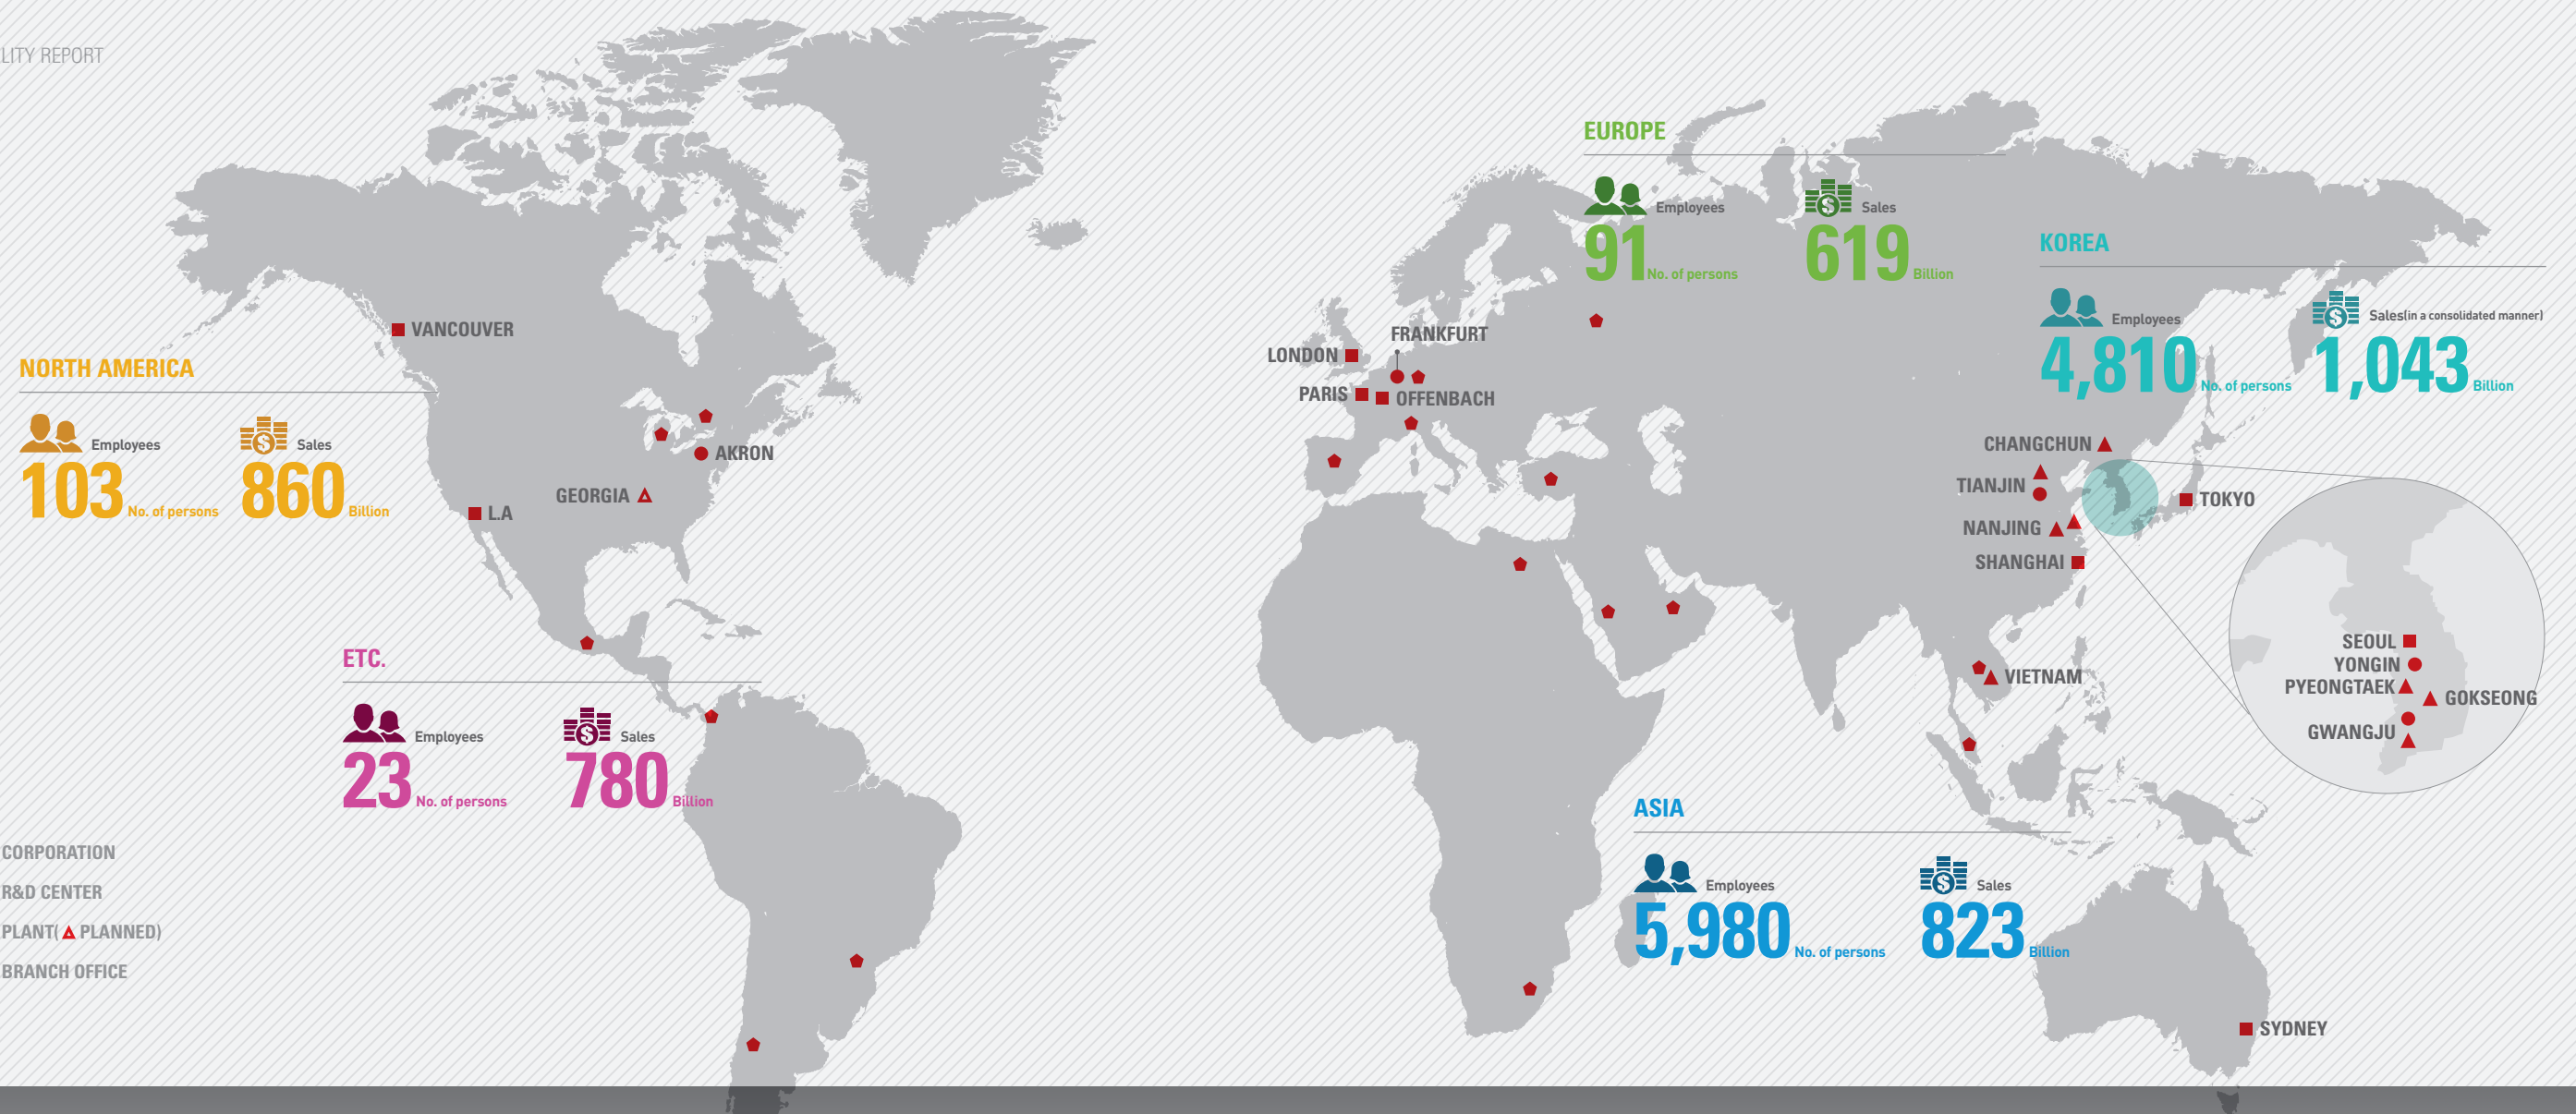 LITY REPORT
EUROPE
Employees
91 No. of persons
Sales
619 Billion
KOREA
Employees
4,810 No. of persons
Sales(in a consolidated manner)
1,043 Billion
VANCOUVER
NORTH AMERICA
Employees
103 No. of persons
Sales
860 Billion
AKRON
GEORGIA
L.A
FRANKFURT
LONDON
PARIS
OFFENBACH
CHANGCHUN
TIANJIN
NANJING
SHANGHAI
TOKYO
SEOUL
YONGIN
PYEONGTAEK
GOKSEONG
GWANGJU
VIETNAM
ETC.
Employees
23 No. of persons
Sales
780 Billion
ASIA
Employees
5,980 No. of persons
Sales
823 Billion
SYDNEY
CORPORATION
R&D CENTER
PLANT( PLANNED)
BRANCH OFFICE